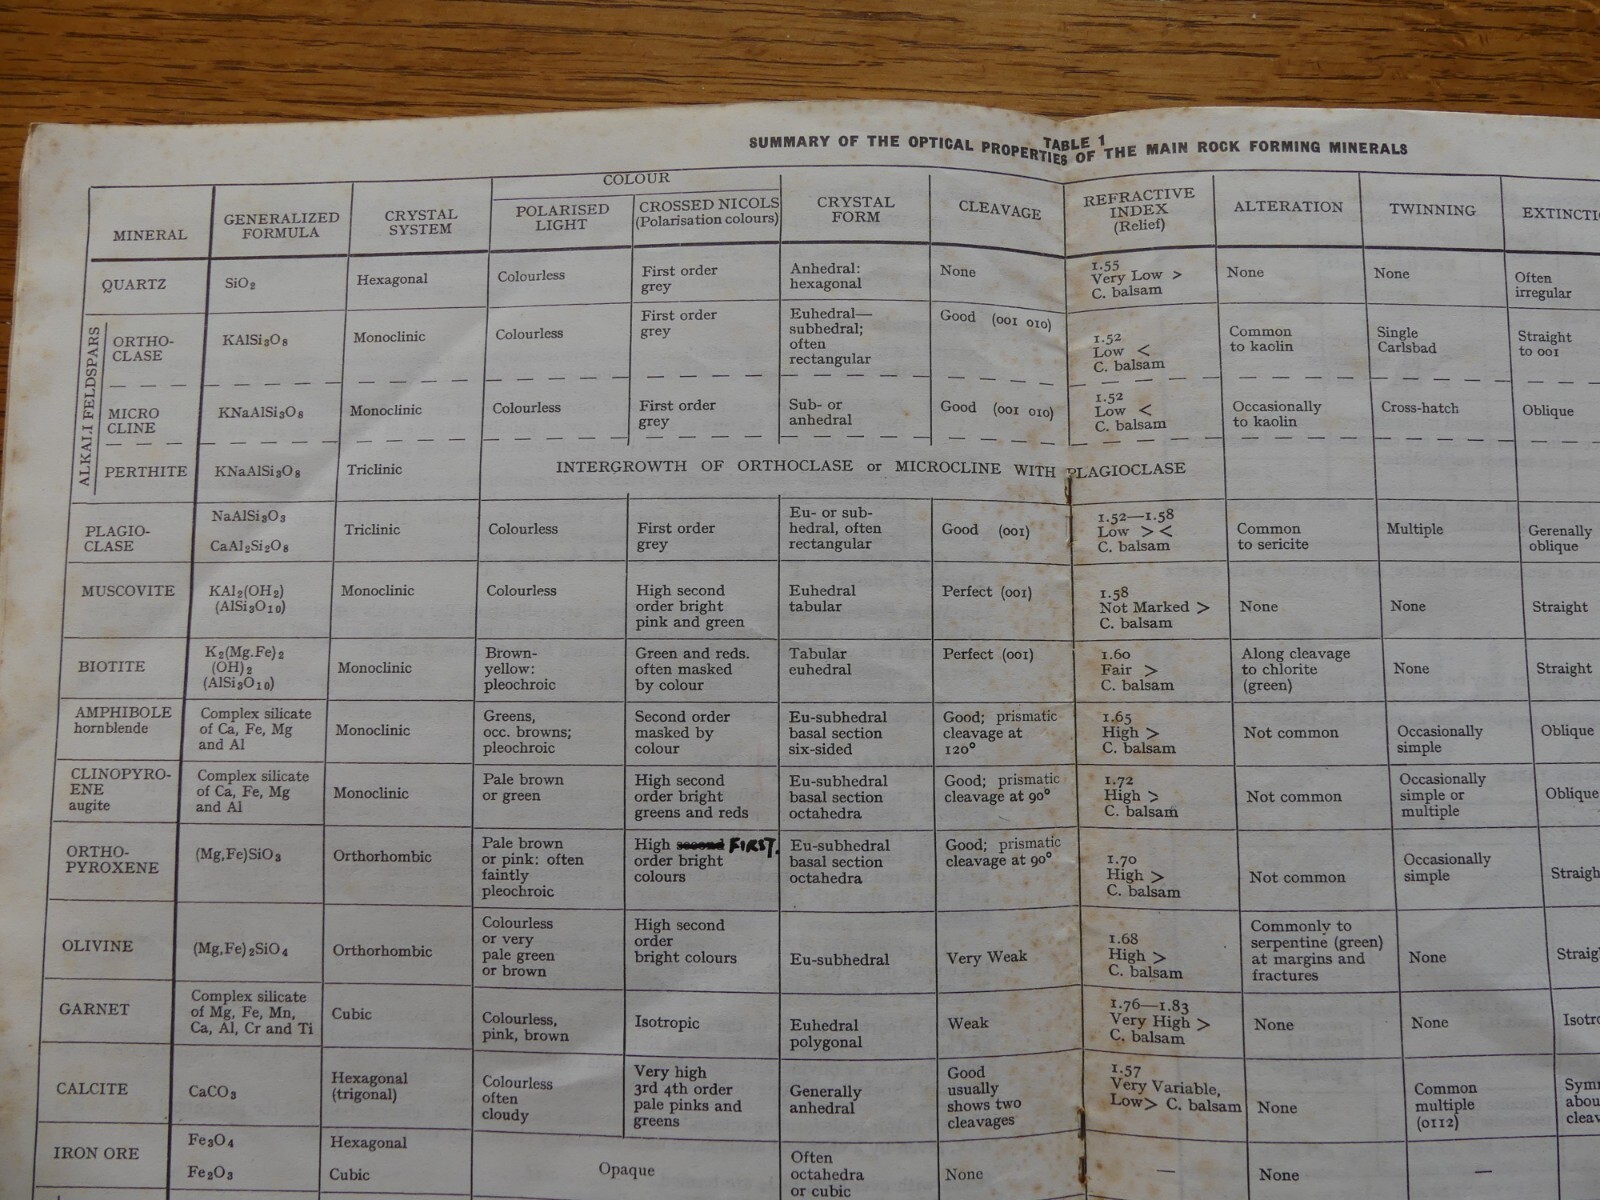 TABLE 1
SUMMARY OF THE OPTICAL PROPERTIES OF THE MAIN ROCK FORMING MINERALS
MINERAL
GENERALIZED
FORMULA
CRYSTAL
SYSTEM
COLOUR
POLARISED
LIGHT
CROSSED NICOLS
(Polarisation colours)
CRYSTAL
FORM
CLEAVAGE
REFRACTIVE
INDEX
(Relief)
ALTERATION
TWINNING
EXTINCTI
QUARTZ
SiO2
Hexagonal
Colourless
First order
grey
Anhedral:
hexagonal
None
1.55
Very Low >
C. balsam
None
None
Often
irregular
ALKALI FELDSPARS
ORTHO-
CLASE
KAlSi3O8
Monoclinic
Colourless
First order
grey
Euhedral—
subhedral;
often
rectangular
Good (001 010)
1.52
Low <
C. balsam
Common
to kaolin
Single
Carlsbad
Straight
to 001
MICRO
CLINE
KNaAlSi3O8
Monoclinic
Colourless
First order
grey
Sub- or
anhedral
Good (001 010)
1.52
Low <
C. balsam
Occasionally
to kaolin
Cross-hatch
Oblique
PERTHITE
KNaAlSi3O8
Triclinic
INTERGROWTH OF ORTHOCLASE or MICROCLINE WITH PLAGIOCLASE
PLAGIO-
CLASE
NaAlSi3O3
CaAl2Si2O8
Triclinic
Colourless
First order
grey
Eu- or sub-
hedral, often
rectangular
Good (001)
1.52—1.58
Low > <
C. balsam
Common
to sericite
Multiple
Gerenally
oblique
MUSCOVITE
KAl2(OH2)
(AlSi3O10)
Monoclinic
Colourless
High second
order bright
pink and green
Euhedral
tabular
Perfect (001)
1.58
Not Marked >
C. balsam
None
None
Straight
BIOTITE
K2(Mg.Fe)2
(OH)2
(AlSi3O10)
Monoclinic
Brown-
yellow:
pleochroic
Green and reds.
often masked
by colour
Tabular
euhedral
Perfect (001)
1.60
Fair >
C. balsam
Along cleavage
to chlorite
(green)
None
Straight
AMPHIBOLE
hornblende
Complex silicate
of Ca, Fe, Mg
and Al
Monoclinic
Greens,
occ. browns;
pleochroic
Second order
masked by
colour
Eu-subhedral
basal section
six-sided
Good; prismatic
cleavage at
120°
1.65
High >
C. balsam
Not common
Occasionally
simple
Oblique
CLINOPYRO-
ENE
augite
Complex silicate
of Ca, Fe, Mg
and Al
Monoclinic
Pale brown
or green
High second
order bright
greens and reds
Eu-subhedral
basal section
octahedra
Good; prismatic
cleavage at 90°
1.72
High >
C. balsam
Not common
Occasionally
simple or
multiple
Oblique
ORTHO-
PYROXENE
(Mg,Fe)SiO3
Orthorhombic
Pale brown
or pink: often
faintly
pleochroic
High second FIRST.
order bright
colours
Eu-subhedral
basal section
octahedra
Good; prismatic
cleavage at 90°
1.70
High >
C. balsam
Not common
Occasionally
simple
Straigh
OLIVINE
(Mg,Fe)2SiO4
Orthorhombic
Colourless
or very
pale green
or brown
High second
order
bright colours
Eu-subhedral
Very Weak
1.68
High >
C. balsam
Commonly to
serpentine (green)
at margins and
fractures
None
Straig
GARNET
Complex silicate
of Mg, Fe, Mn,
Ca, Al, Cr and Ti
Cubic
Colourless,
pink, brown
Isotropic
Euhedral
polygonal
Weak
1.76—1.83
Very High >
C. balsam
None
None
Isotro
CALCITE
CaCO3
Hexagonal
(trigonal)
Colourless
often
cloudy
Very high
3rd 4th order
pale pinks and
greens
Generally
anhedral
Good
usually
shows two
cleavages
1.57
Very Variable,
Low> C. balsam
None
Common
multiple
(0112)
Sym
abou
cleav
IRON ORE
Fe3O4
Fe2O3
Hexagonal
Cubic
Opaque
Often
octahedra
or cubic
None
—
None
—